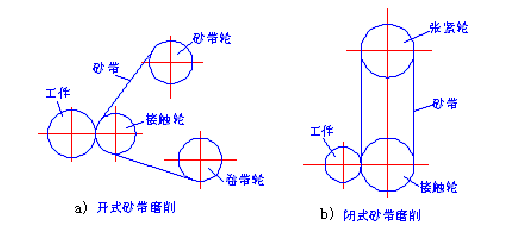 砂带轮
砂带
工件
接触轮
卷带轮
a) 开式砂带磨削
张紧轮
砂带
工件
接触轮
b) 闭式砂带磨削